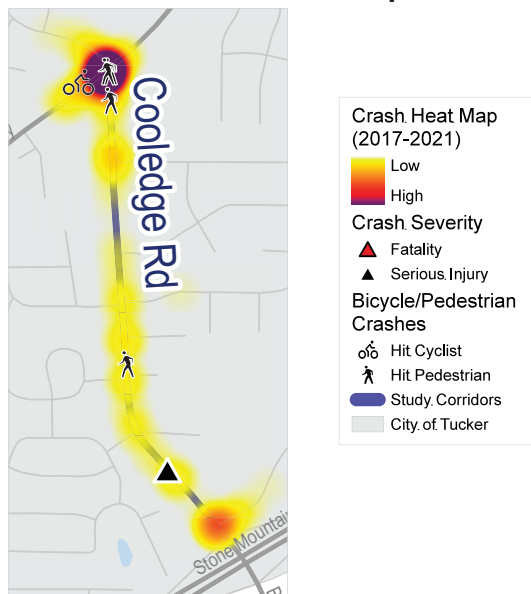 Cooledge Rd
Stone Mountain
Crash Heat Map
(2017-2021)
Low
High
Crash Severity
Fatality
Serious Injury
Bicycle/Pedestrian
Crashes
Hit Cyclist
Hit Pedestrian
Study Corridors
City of Tucker